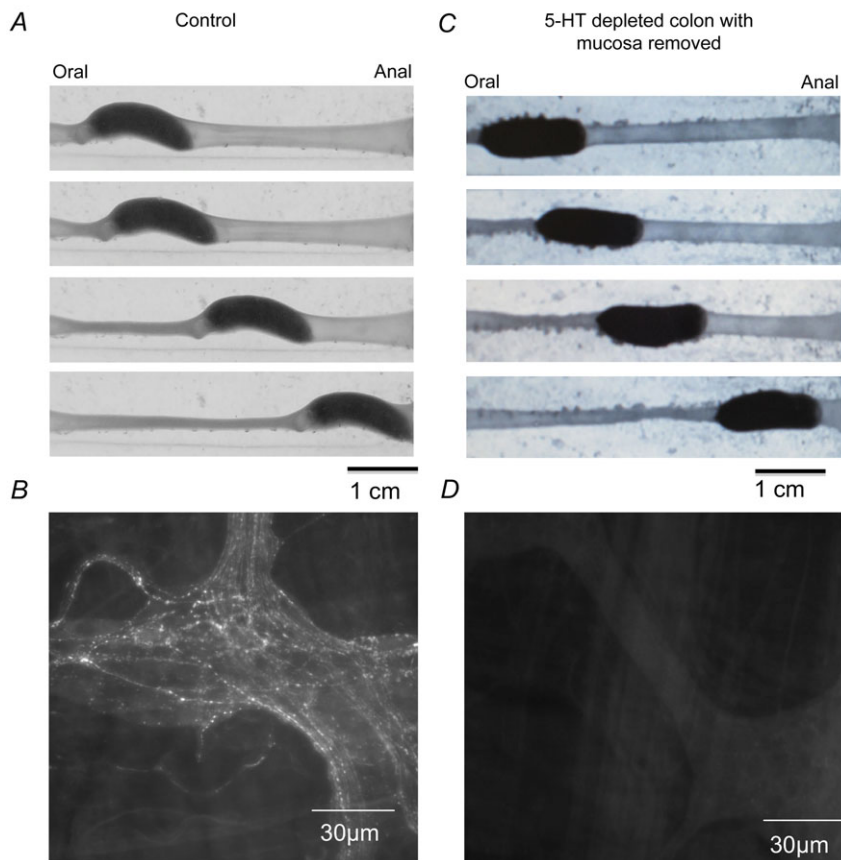 A
Control
Oral
Anal
1 cm
B
30µm
C
5-HT depleted colon with
mucosa removed
Oral
Anal
1 cm
D
30µm